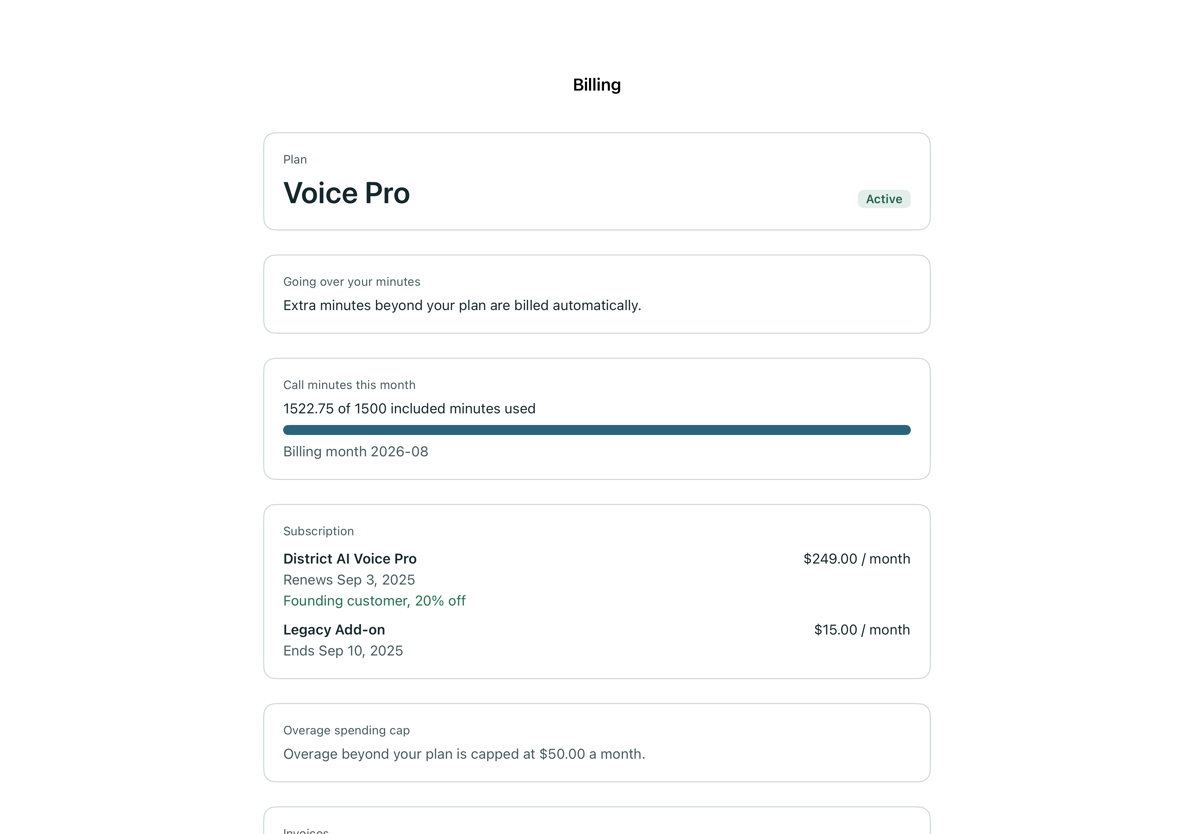 Billing
Plan
Voice Pro
Active
Going over your minutes
Extra minutes beyond your plan are billed automatically.
Call minutes this month
1522.75 of 1500 included minutes used
Billing month 2026-08
Subscription
District AI Voice Pro
$249.00 / month
Renews Sep 3, 2025
Founding customer, 20% off
Legacy Add-on
$15.00 / month
Ends Sep 10, 2025
Overage spending cap
Overage beyond your plan is capped at $50.00 a month.
Invoices